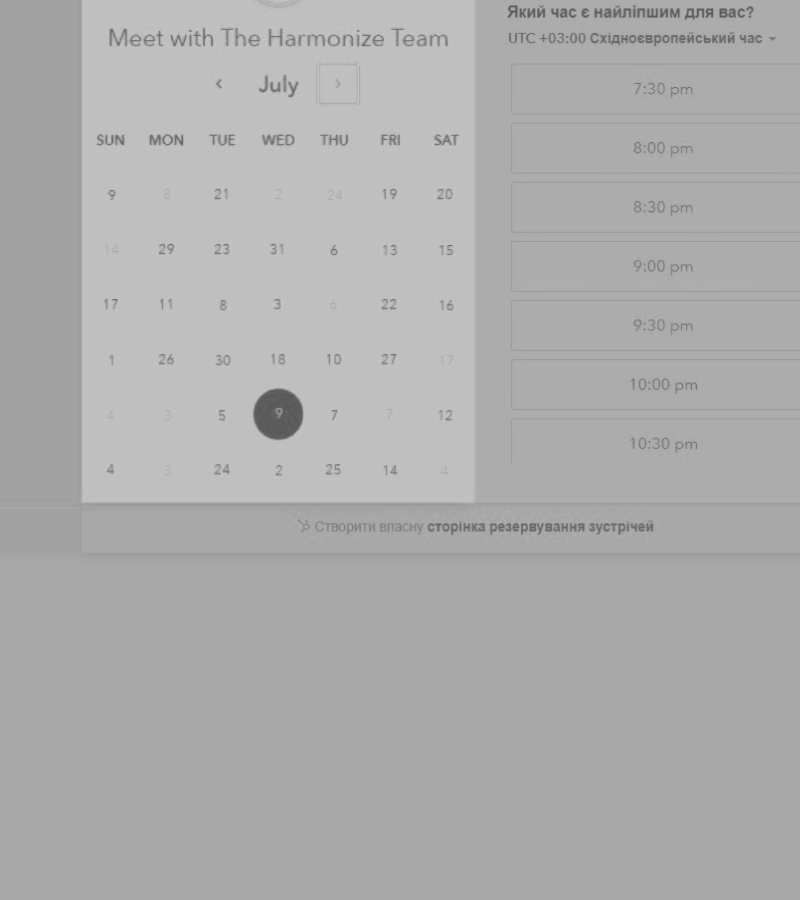 Meet with The Harmonize Team
‹ July ›
SUN MON TUE WED THU FRI SAT
9 8 21 2 24 19 20
14 29 23 31 6 13 15
17 11 8 3 6 22 16
1 26 30 18 10 27 17
4 3 5 9 7 7 12
4 3 24 2 25 14 4
Який час є найліпшим для вас?
UTC +03:00 Східноєвропейський час
7:30 pm
8:00 pm
8:30 pm
9:00 pm
9:30 pm
10:00 pm
10:30 pm
Створити власну сторінка резервування зустрічей